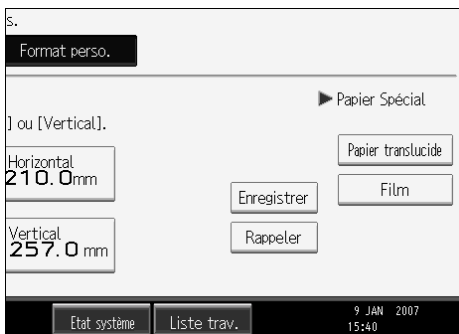 s.
Format perso.
▶Papier Spécial
] ou [Vertical].
Horizontal
210.0mm
Papier translucide
Enregistrer
Film
Vertical
257.0 mm
Rappeler
Etat système
Liste trav.
9 JAN 2007
15:40